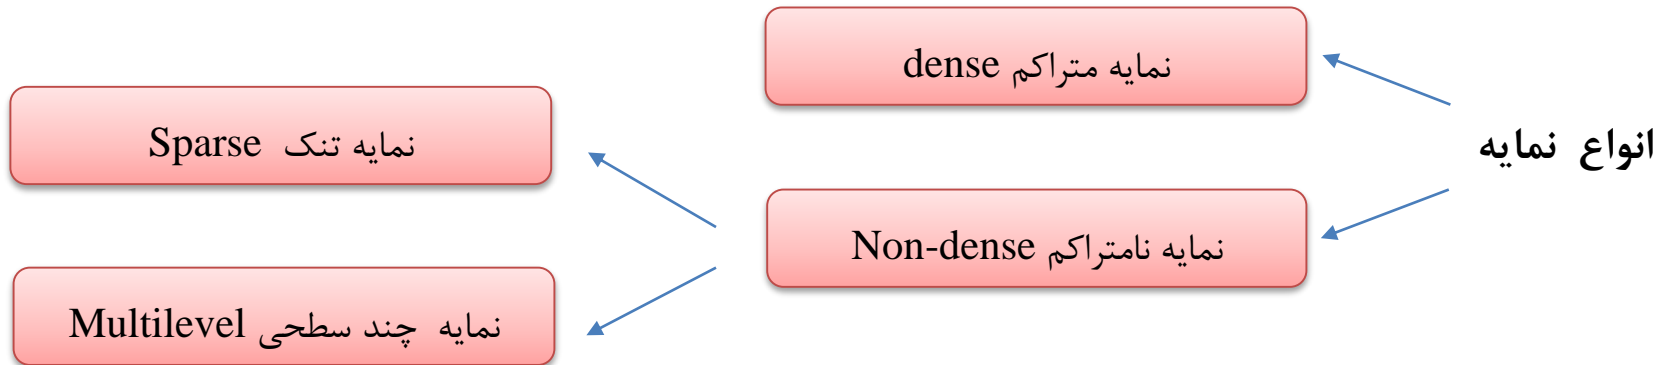 انواع نمایه
نمایه متراکم dense
نمایه نامتراکم Non-dense
نمایه تنک Sparse
نمایه چند سطحی Multilevel